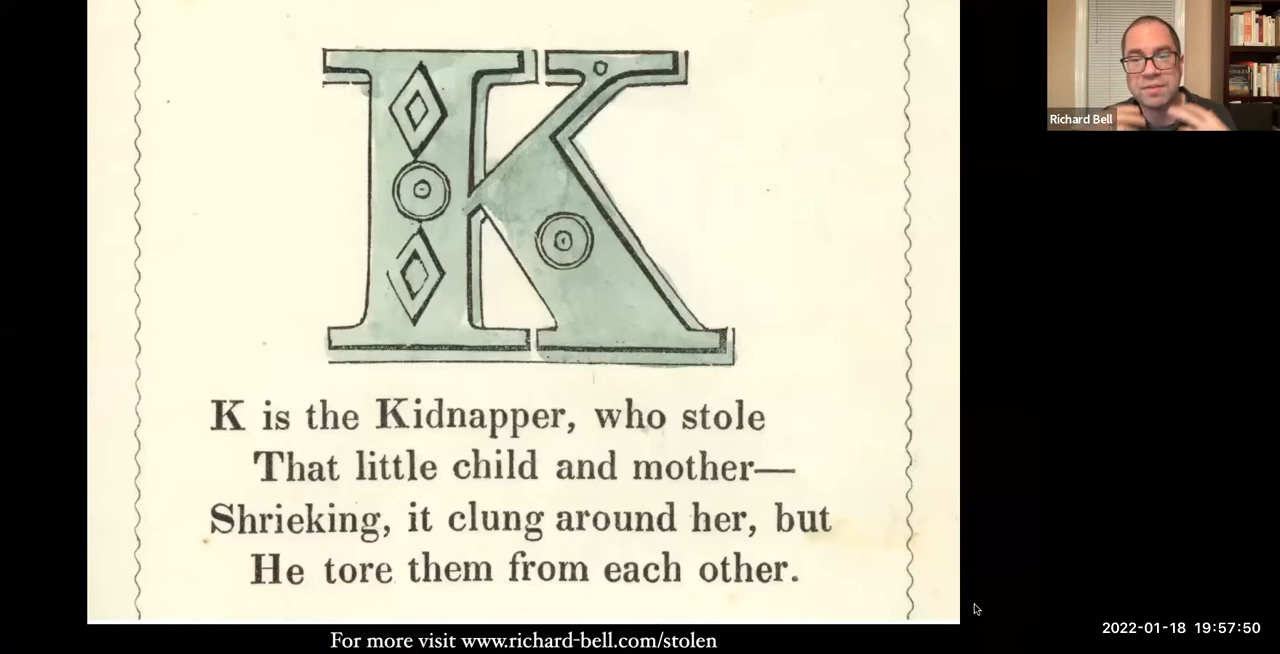 K
K is the Kidnapper, who stole
That little child and mother—
Shrieking, it clung around her, but
He tore them from each other.
For more visit www.richard-bell.com/stolen
Richard Bell
STOLEN
2022-01-18 19:57:50